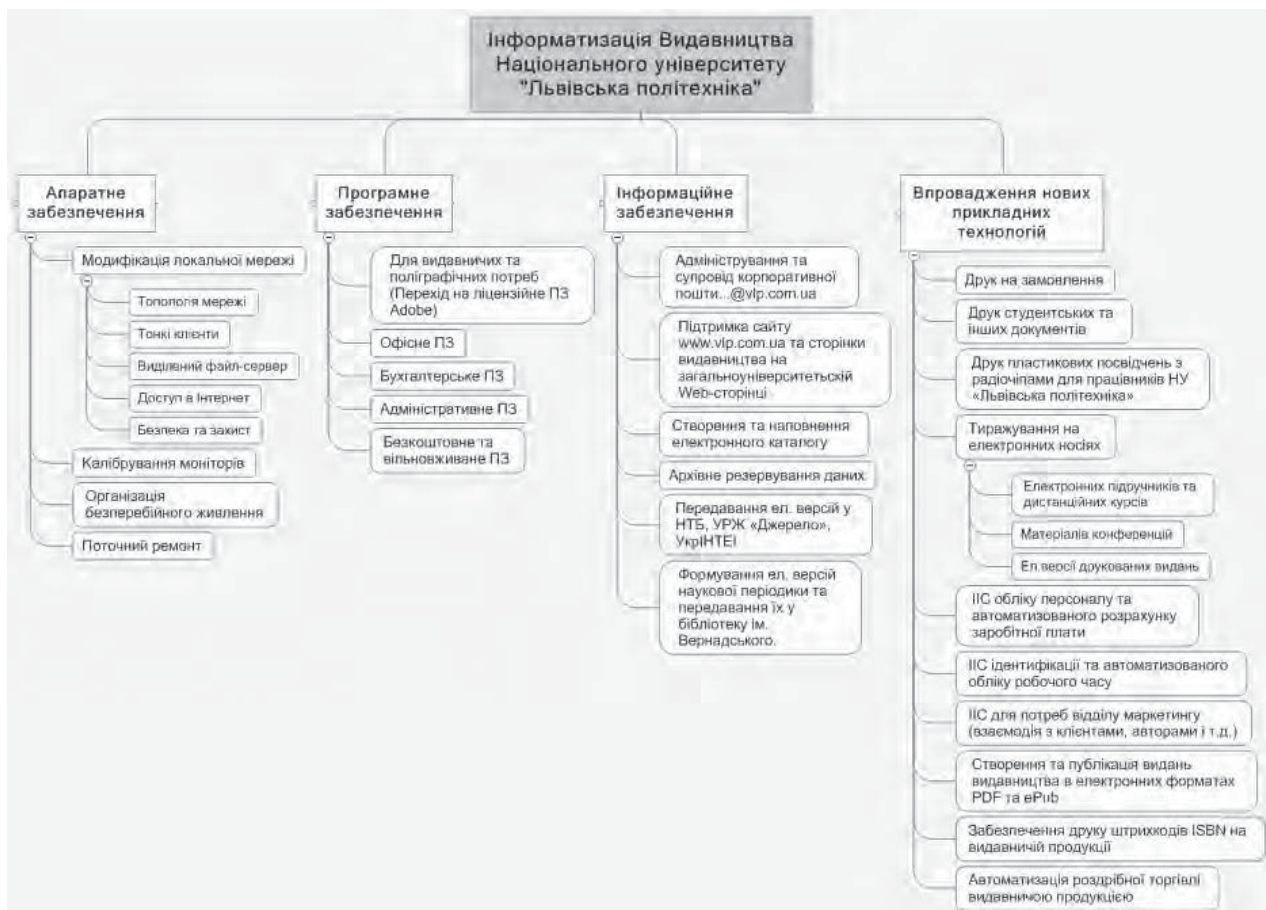 Інформатизація Видавництва
Національного університету
"Львівська політехніка"
Апаратне
забезпечення
Модифікація локальної мережі
Топологія мережі
Тонкі клієнти
Виділений файл-сервер
Доступ в Інтернет
Безпека та захист
Калібрування моніторів
Організація
безперебійного живлення
Поточний ремонт
Програмне
забезпечення
Для видавничих та
поліграфічних потреб
(Перехід на ліцензійне ПЗ
Adobe)
Офісне ПЗ
Бухгалтерське ПЗ
Адміністративне ПЗ
Безкоштовне та
вільновживане ПЗ
Інформаційне
забезпечення
Адміністрування та
супровід корпоративної
пошти...@vlp.com.ua
Підтримка сайту
www.vlp.com.ua та сторінки
видавництва на
загальноуніверситетьскій
Web-сторінці
Створення та наповнення
електронного каталогу
Архівне резервування даних
Передавання ел. версій у
НТБ, УРЖ «Джерело»,
УкрІНТЕІ
Формування ел. версій
наукової періодики та
передавання їх у
бібліотеку ім.
Вернадського.
Впровадження нових
прикладних
технологій
Друк на замовлення
Друк студентських та
інших документів
Друк пластикових посвідчень з
радіочіпами для працівників НУ
«Львівська політехніка»
Тиражування на
електронних носіях
Електронних підручників та
дистанційних курсів
Матеріалів конференцій
Ел.версії друкованих видань
ІІС обліку персоналу та
автоматизованого розрахунку
заробітної плати
ІІС ідентифікації та автоматизованого
обліку робочого часу
ІІС для потреб відділу маркетингу
(взаємодія з клієнтами, авторами і т.д.)
Створення та публікація видань
видавництва в електронних форматах
PDF та ePub
Забезпечення друку штрихкодів ISBN на
видавничій продукції
Автоматизація роздрібної торгівлі
видавничою продукцією